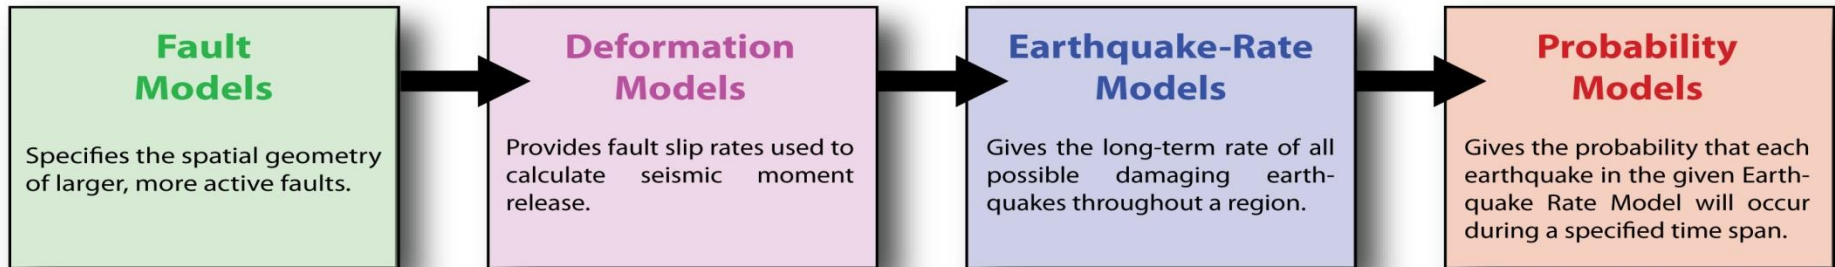 Fault
Models
Specifies the spatial geometry
of larger, more active faults.
Deformation
Models
Provides fault slip rates used to
calculate seismic moment
release.
Earthquake-Rate
Models
Gives the long-term rate of all
possible damaging earth-
quakes throughout a region.
Probability
Models
Gives the probability that each
earthquake in the given Earth-
quake Rate Model will occur
during a specified time span.